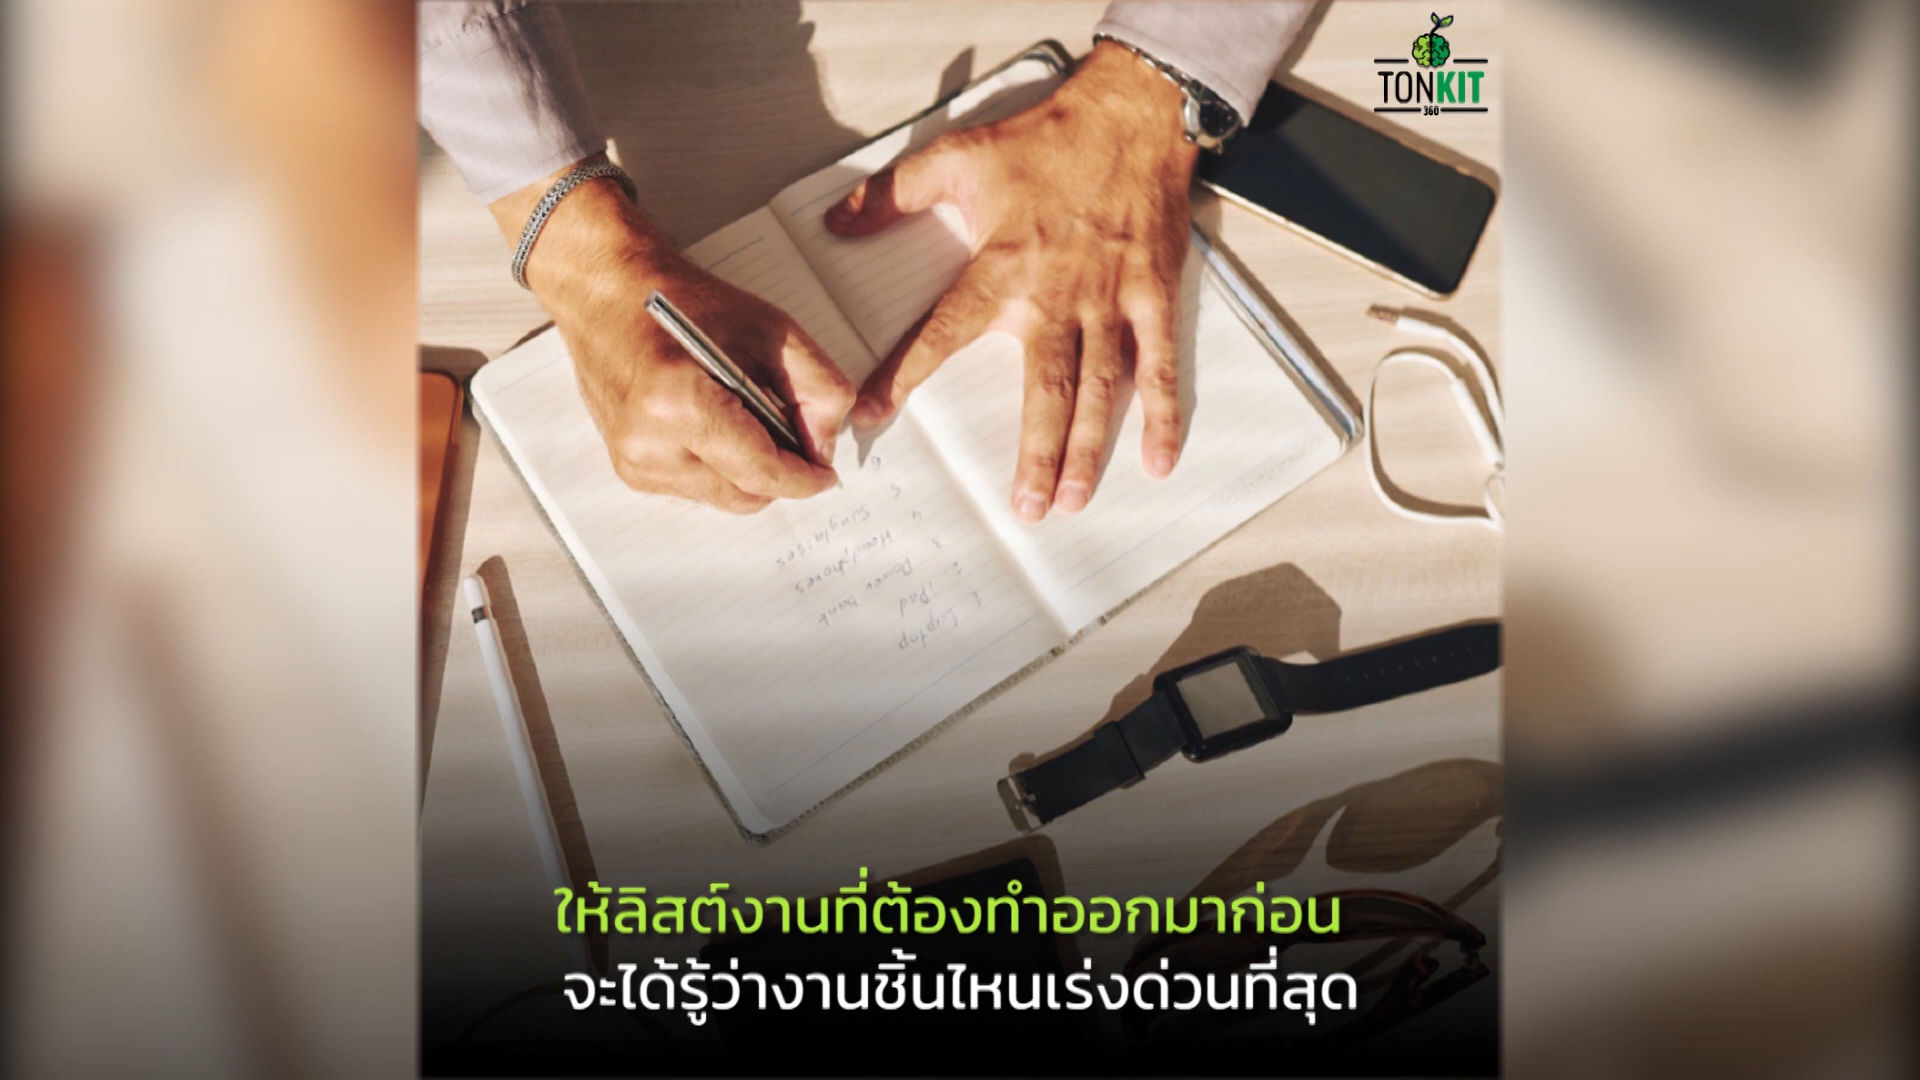 TONKIT
360
6
5
4 Sunglasses
3 Headphones
2. Power bank
1. iPad
Laptop
ให้ลิสต์งานที่ต้องทำออกมาก่อน
จะได้รู้ว่างานชิ้นไหนเร่งด่วนที่สุด